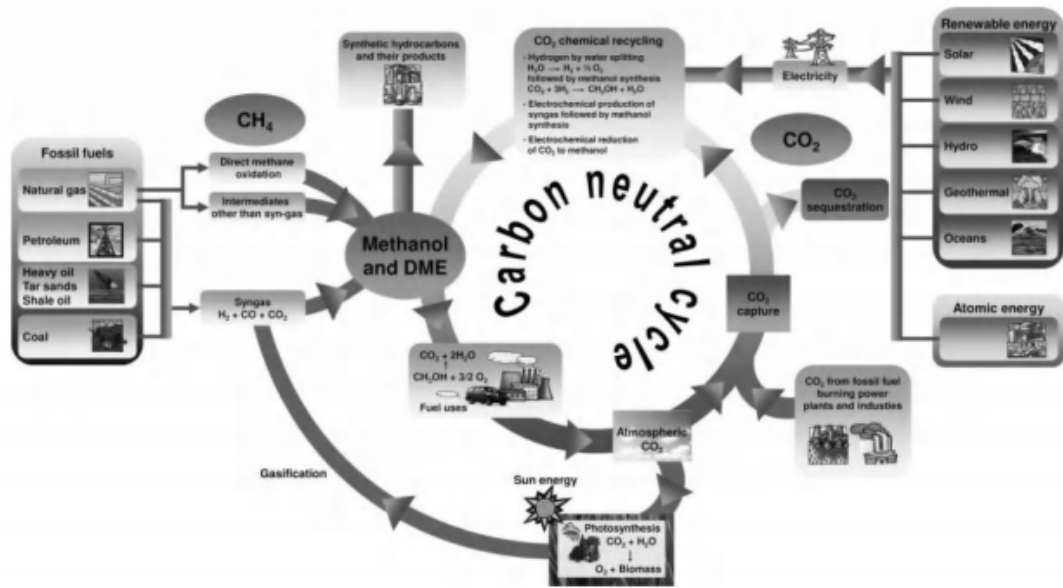 Synthetic hydrocarbons
and their products
CO₂ chemical recycling
- Hydrogen by water splitting
H₂O → H₂ + ½ O₂
followed by methanol synthesis
CO₂ + 3H₂ → CH₃OH + H₂O
- Electrochemical production of
syngas followed by methanol
synthesis
- Electrochemical reduction
of CO₂ to methanol
Electricity
Renewable energy
Solar
Wind
Hydro
Geothermal
Oceans
Atomic energy
CH₄
CO₂
Fossil fuels
Natural gas
Petroleum
Heavy oil
Tar sands
Shale oil
Coal
Direct methane
oxidation
Intermediates
other than syn-gas
Syngas
H₂ + CO + CO₂
Methanol
and DME
Carbon neutral cycle
CO₂
sequestration
CO₂
capture
CO₂ + 2H₂O
↑
CH₃OH + 3/2 O₂
Fuel uses
Atmospheric
CO₂
CO₂ from fossil fuel
burning power
plants and industies
Gasification
Sun energy
Photosynthesis
CO₂ + H₂O
↓
O₂ + Biomass